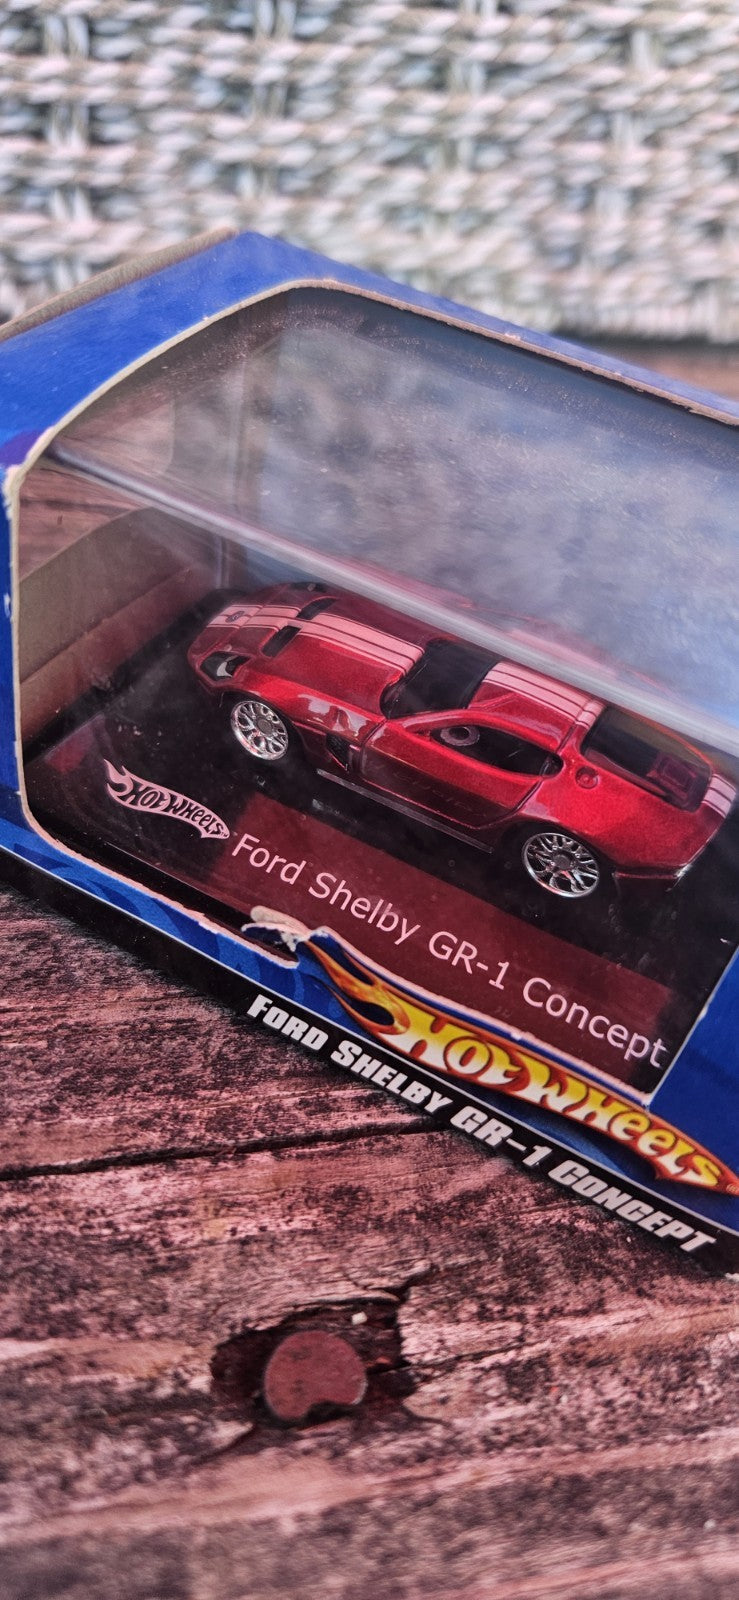 Hot Wheels
Ford Shelby GR-1 Concept
Hot Wheels
FORD SHELBY GR-1 CONCEPT